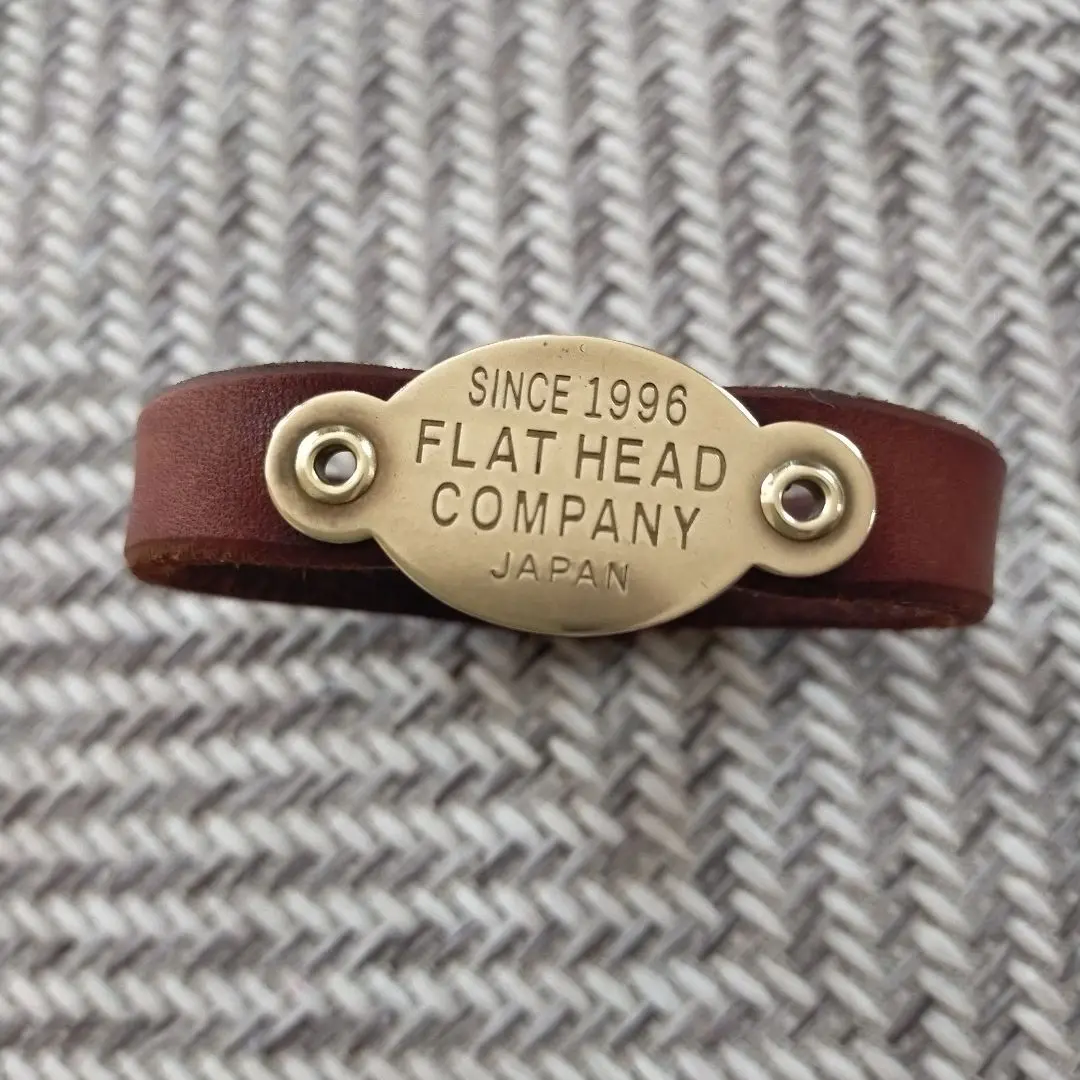 SINCE 1996
FLAT HEAD
COMPANY
JAPAN